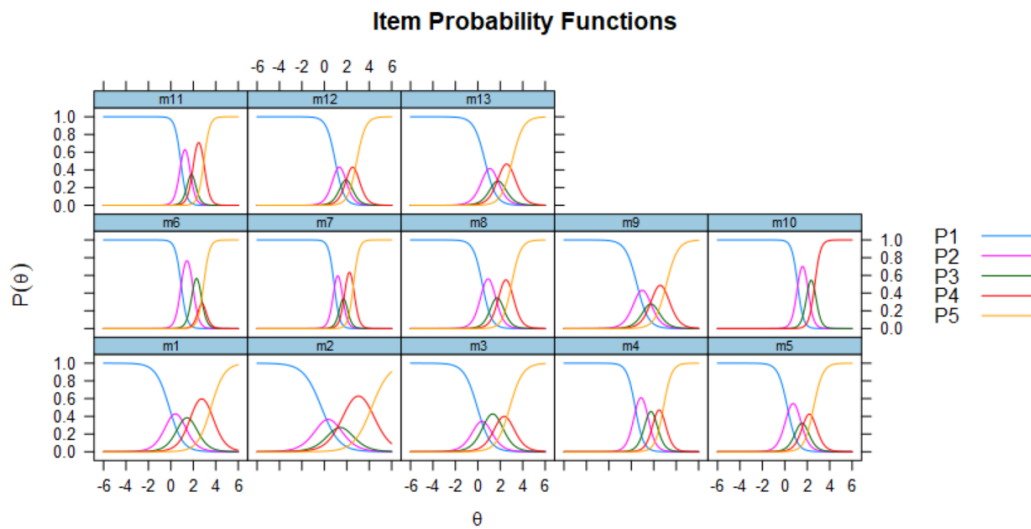 Item Probability Functions
-6 -4 -2 0 2 4 6
m11 m12 m13
1.0
0.8
0.6
0.4
0.2
0.0
m6 m7 m8 m9 m10
1.0
0.8
0.6
0.4
0.2
0.0
m1 m2 m3 m4 m5
1.0
0.8
0.6
0.4
0.2
0.0
-6 -4 -2 0 2 4 6 -6 -4 -2 0 2 4 6 -6 -4 -2 0 2 4 6
P(θ)
θ
P1
P2
P3
P4
P5